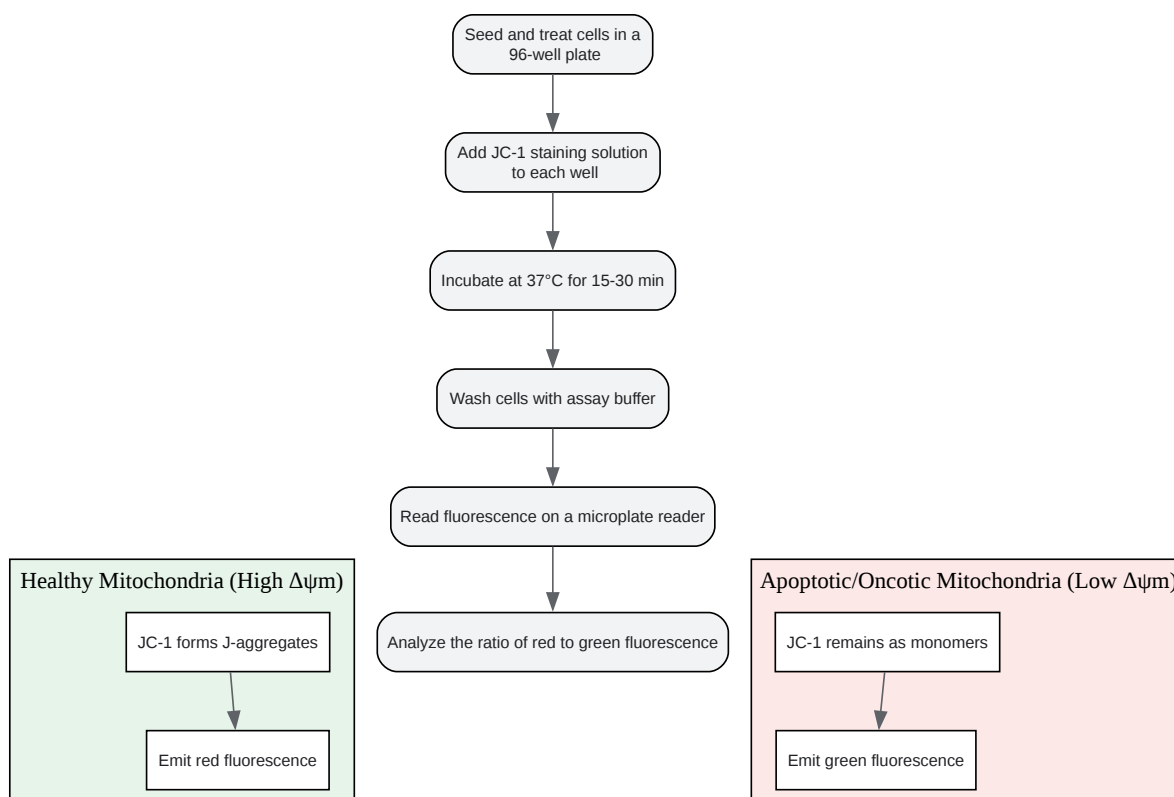 Seed and treat cells in a
96-well plate
Add JC-1 staining solution
to each well
Incubate at 37°C for 15-30 min
Wash cells with assay buffer
Read fluorescence on a microplate reader
Analyze the ratio of red to green fluorescence
Healthy Mitochondria (High Δψm)
JC-1 forms J-aggregates
Emit red fluorescence
Apoptotic/Oncotic Mitochondria (Low Δψm)
JC-1 remains as monomers
Emit green fluorescence